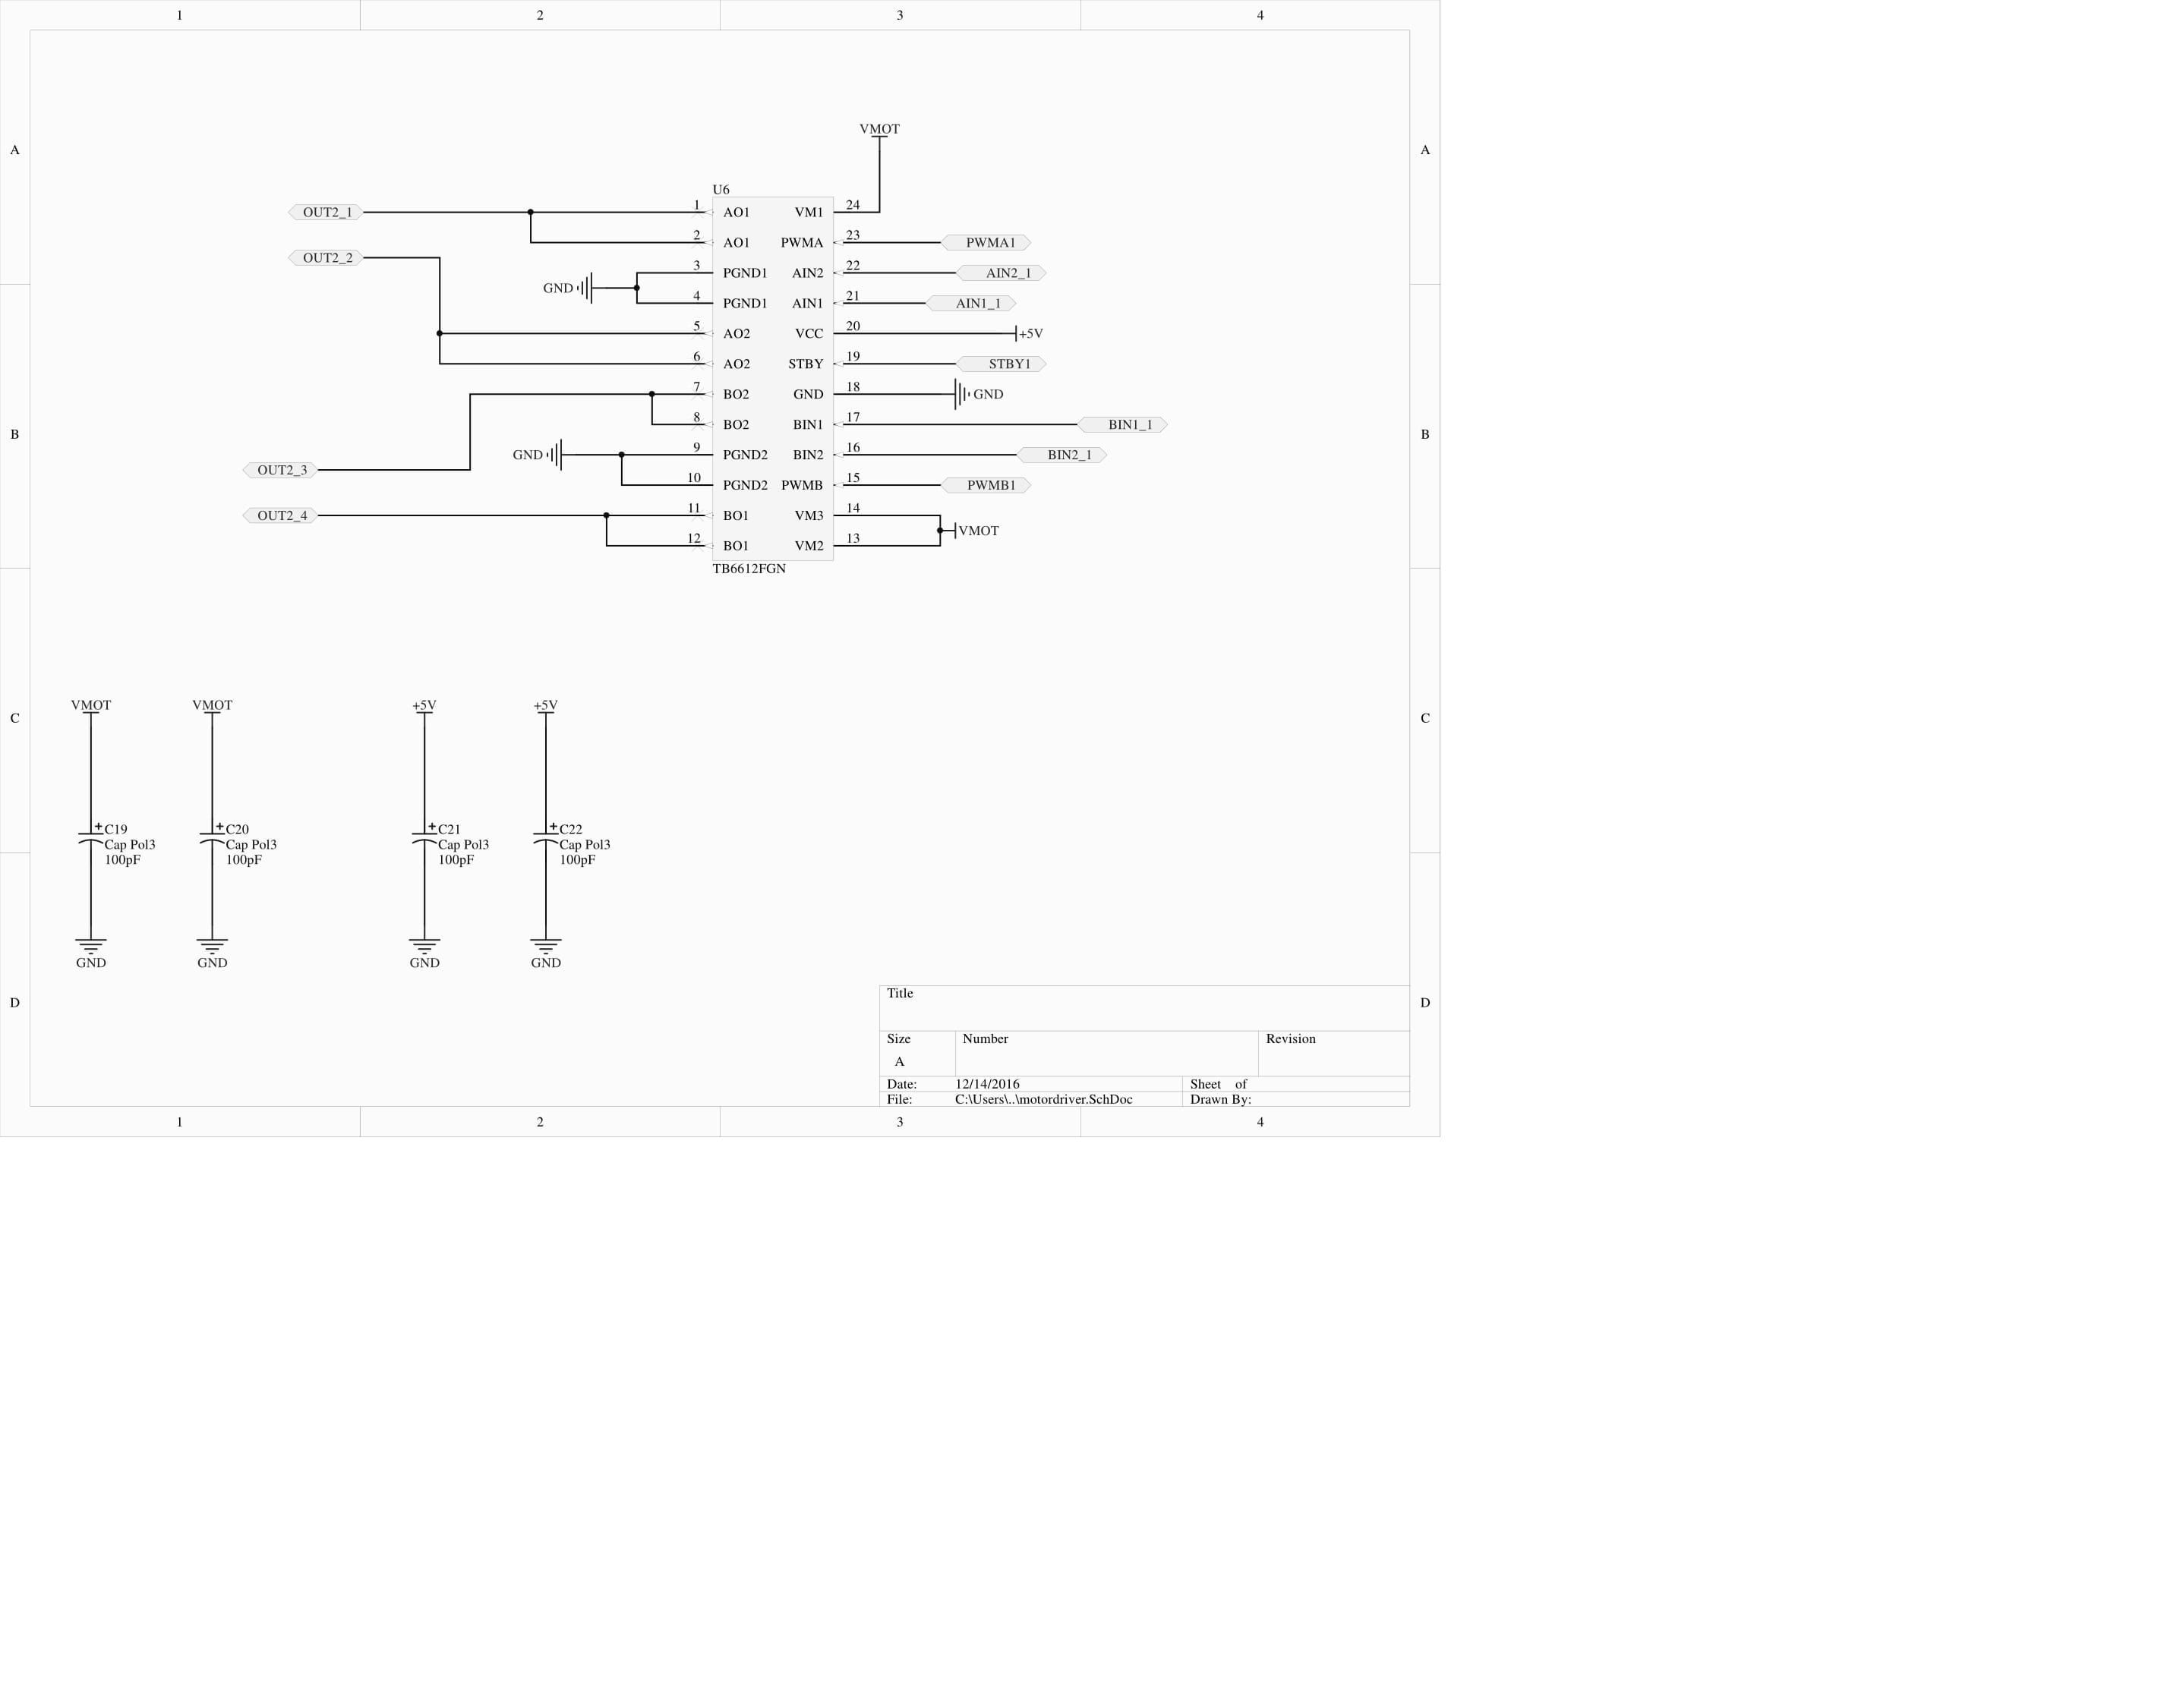 1 2 3 4
A A
VMOT
U6
OUT2_1 1 AO1 VM1 24
2 AO1 PWMA 23 PWMA1
OUT2_2
3 PGND1 AIN2 22 AIN2_1
GND
4 PGND1 AIN1 21 AIN1_1
5 AO2 VCC 20 +5V
6 AO2 STBY 19 STBY1
7 BO2 GND 18 GND
8 BO2 BIN1 17 BIN1_1
B B
GND 9 PGND2 BIN2 16 BIN2_1
OUT2_3
10 PGND2 PWMB 15 PWMB1
OUT2_4 11 BO1 VM3 14
VMOT
12 BO1 VM2 13
TB6612FGN
VMOT VMOT +5V +5V
C C
+ C19 + C20 + C21 + C22
Cap Pol3 Cap Pol3 Cap Pol3 Cap Pol3
100pF 100pF 100pF 100pF
GND GND GND GND
D D
Title
Size Number Revision
A
Date: 12/14/2016 Sheet of
File: C:\Users\..\motordriver.SchDoc Drawn By:
1 2 3 4